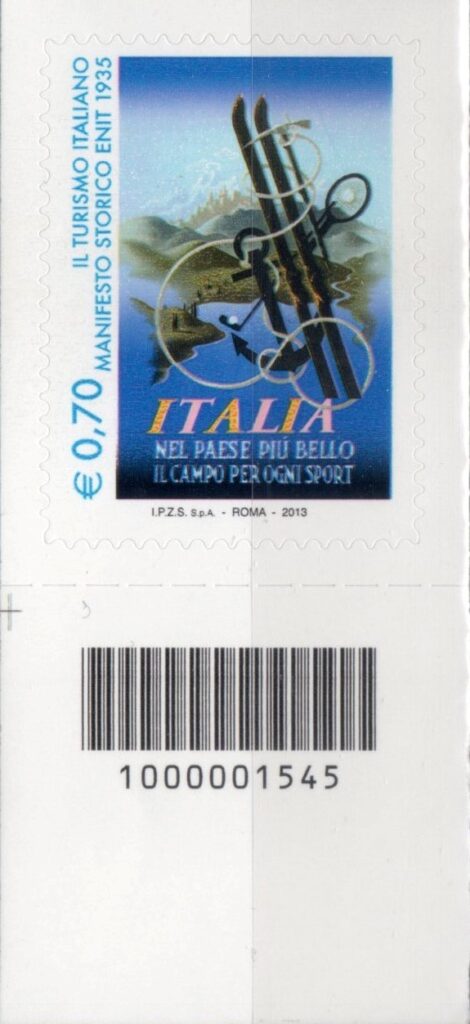 IL TURISMO ITALIANO
MANIFESTO STORICO ENIT 1935
€ 0,70
ITALIA
NEL PAESE PIÚ BELLO
IL CAMPO PER OGNI SPORT
I.P.Z.S. S.p.A. - ROMA - 2013
1000001545